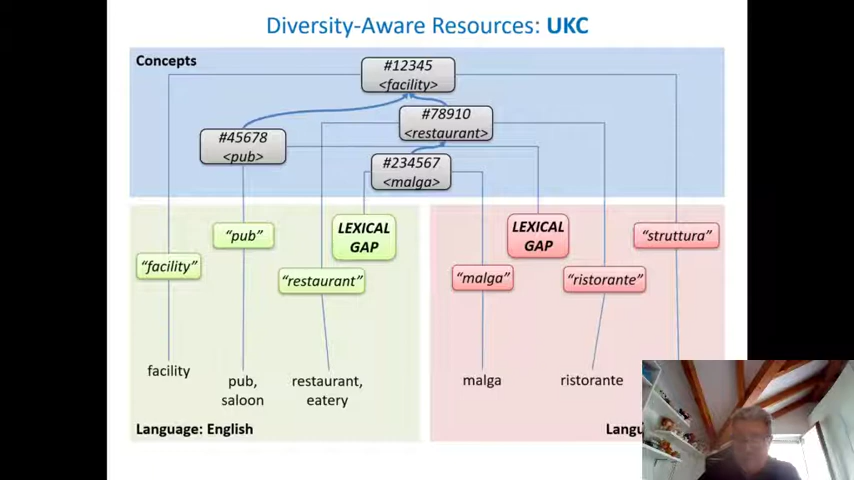 Diversity-Aware Resources: UKC
Concepts
#12345
<facility>
#78910
<restaurant>
#45678
<pub>
#234567
<malga>
LEXICAL
GAP
LEXICAL
GAP
"pub"
"struttura"
"facility"
"restaurant"
"malga"
"ristorante"
facility
pub,
saloon
restaurant,
eatery
malga
ristorante
Language: English